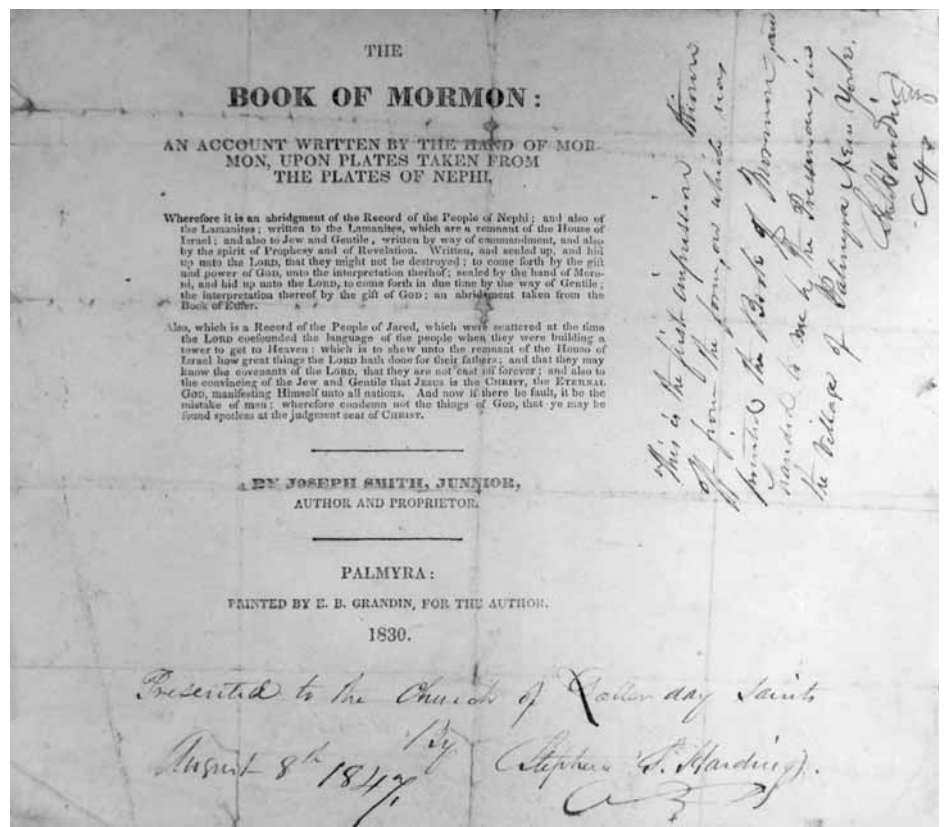 THE
BOOK OF MORMON:
AN ACCOUNT WRITTEN BY THE HAND OF MOR-
MON, UPON PLATES TAKEN FROM
THE PLATES OF NEPHI.
Wherefore it is an abridgment of the Record of the People of Nephi; and also of
the Lamanites; written to the Lamanites, which are a remnant of the House of
Israel; and also to Jew and Gentile; written by way of commandment, and also
by the spirit of Prophesy and of Revelation. Written, and sealed up, and hid
up unto the LORD, that they might not be destroyed; to come forth by the gift
and power of GOD, unto the interpretation thereof; sealed by the hand of Moro-
ni, and hid up unto the LORD, to come forth in due time by the way of Gentile;
the interpretation thereof by the gift of GOD; an abridgment taken from the
Book of Ether.
Also, which is a Record of the People of Jared, which were scattered at the time
the LORD confounded the language of the people when they were building a
tower to get to Heaven: which is to shew unto the remnant of the House of
Israel how great things the LORD hath done for their fathers; and that they may
know the covenants of the LORD, that they are not cast off forever; and also to
the convincing of the Jew and Gentile that JESUS is the CHRIST, the ETERNAL
GOD, manifesting Himself unto all nations. And now if there be fault, it be the
mistake of men; wherefore condemn not the things of GOD, that ye may be
found spotless at the judgment seat of CHRIST.
BY JOSEPH SMITH, JUNIOR,
AUTHOR AND PROPRIETOR.
PALMYRA:
PRINTED BY E. B. GRANDIN, FOR THE AUTHOR.
1830.
Presented to the Church of Latter day Saints
By
August 8th 1847. Stephen S. Harding.
This is the first impression thrown
off from the form, on which was
printed the Book of Mormon, and
handed to me by the Pressman, in
the Village of Palmyra New York.
S. S. Harding